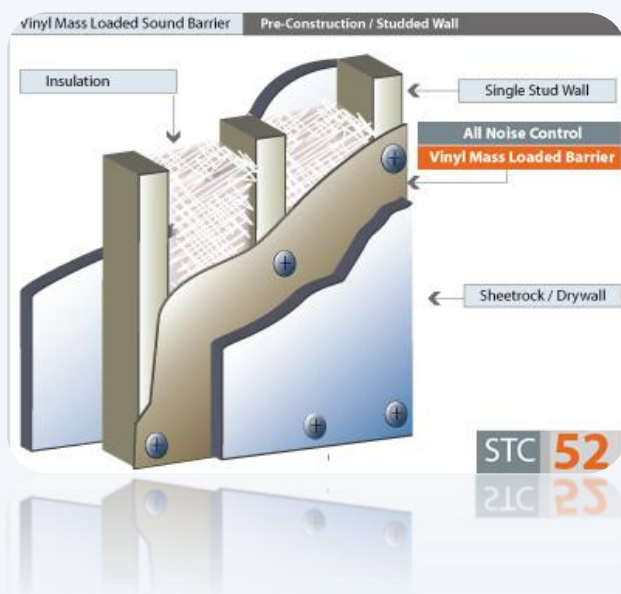 Vinyl Mass Loaded Sound Barrier
Pre-Construction / Studded Wall
Insulation
Single Stud Wall
All Noise Control
Vinyl Mass Loaded Barrier
Sheetrock / Drywall
STC 52